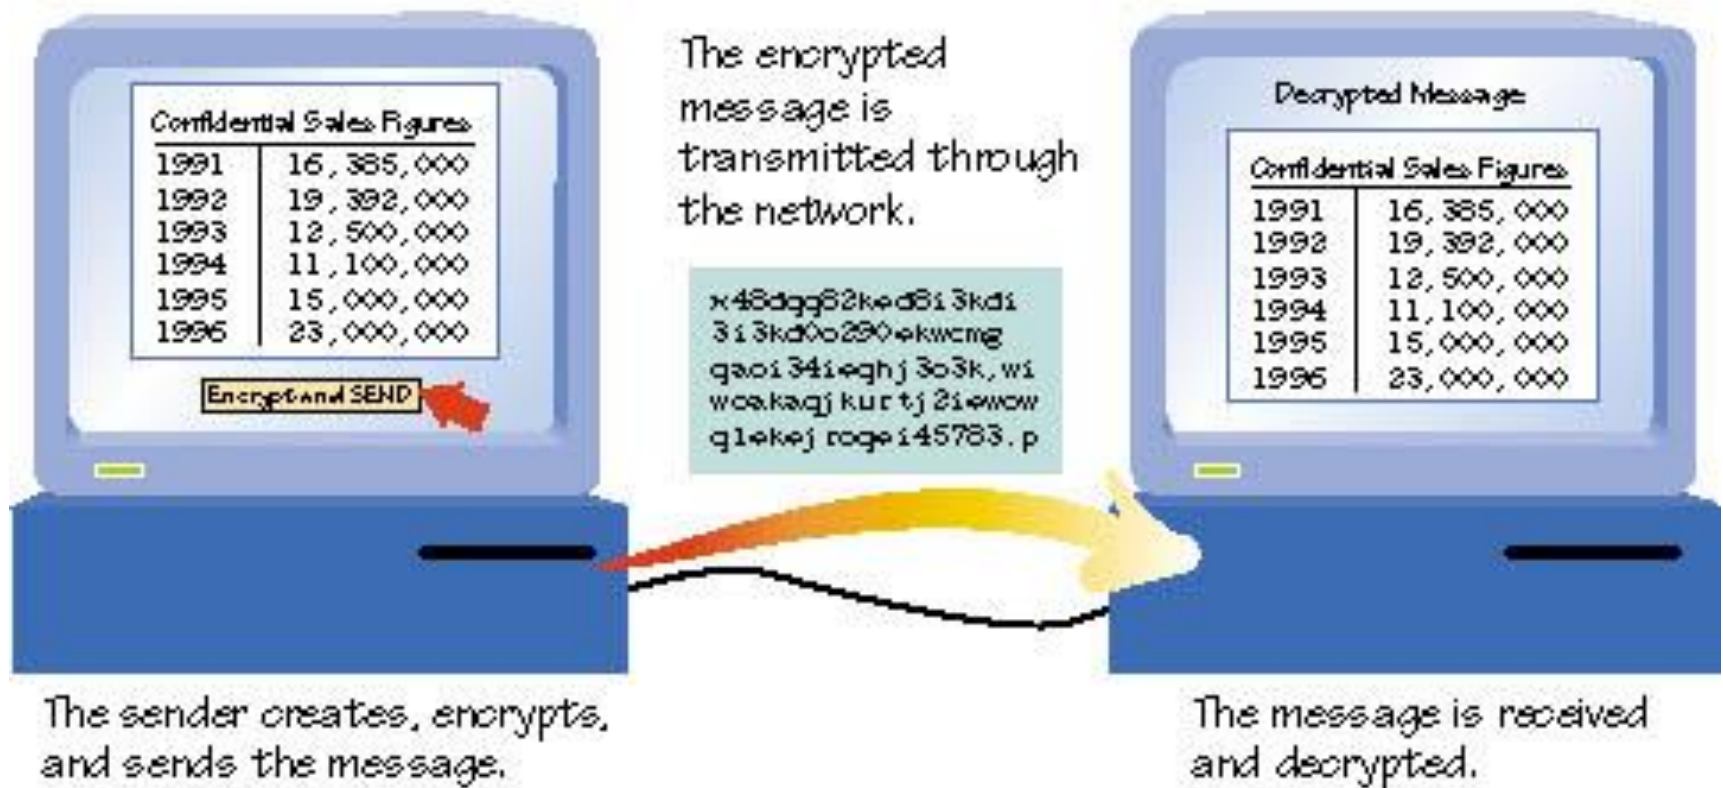 Confidential Sales Figures
1991 16,385,000
1992 19,392,000
1993 12,500,000
1994 11,100,000
1995 15,000,000
1996 23,000,000
Encrypt and SEND
The sender creates, encrypts,
and sends the message.
The encrypted
message is
transmitted through
the network.
x48dgg82ked8i3kdi
3i3kd0o290ekwcmg
qaoi34ieqhj3o3k,wi
woakaqjkurtj2iewow
qlekejrogei45783.p
Decrypted Message
Confidential Sales Figures
1991 16,385,000
1992 19,392,000
1993 12,500,000
1994 11,100,000
1995 15,000,000
1996 23,000,000
The message is received
and decrypted.